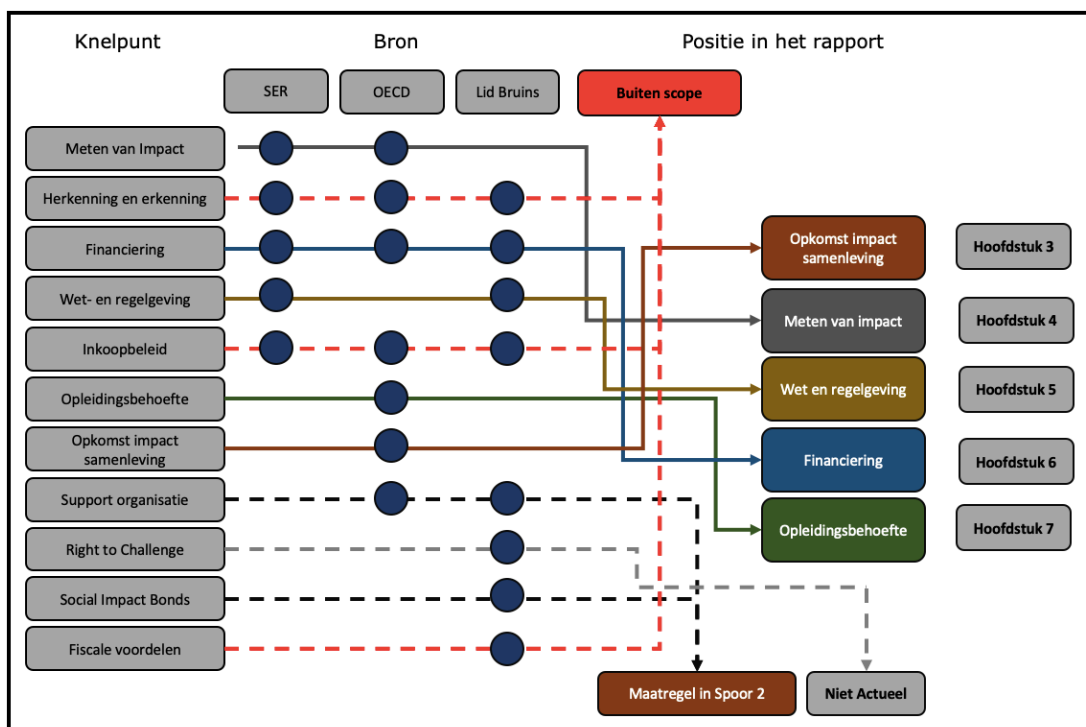 Knelpunt
Bron
Positie in het rapport
SER
OECD
Lid Bruins
Buiten scope
Meten van Impact
Herkenning en erkenning
Financiering
Wet- en regelgeving
Inkoopbeleid
Opleidingsbehoefte
Opkomst impact
samenleving
Support organisatie
Right to Challenge
Social Impact Bonds
Fiscale voordelen
Opkomst impact
samenleving
Hoofdstuk 3
Meten van impact
Hoofdstuk 4
Wet en regelgeving
Hoofdstuk 5
Financiering
Hoofdstuk 6
Opleidingsbehoefte
Hoofdstuk 7
Maatregel in Spoor 2
Niet Actueel